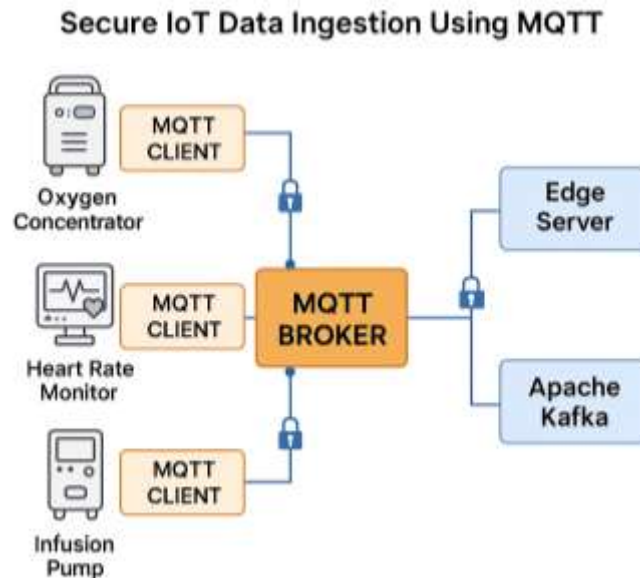 Secure IoT Data Ingestion Using MQTT
MQTT
CLIENT
Oxygen
Concentrator
Edge
Server
MQTT
CLIENT
MQTT
BROKER
Heart Rate
Monitor
Apache
Kafka
MQTT
CLIENT
Infusion
Pump